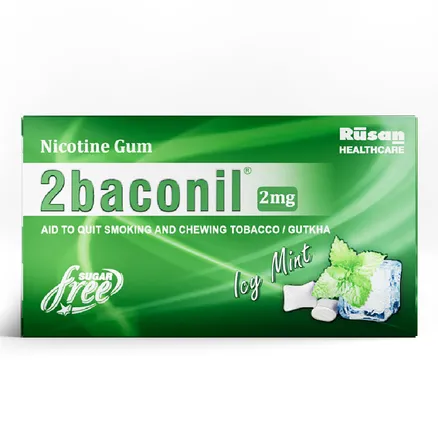 Nicotine Gum
Rūsan
HEALTHCARE
2baconil® 2mg
AID TO QUIT SMOKING AND CHEWING TOBACCO / GUTKHA
SUGAR
free
Icy Mint